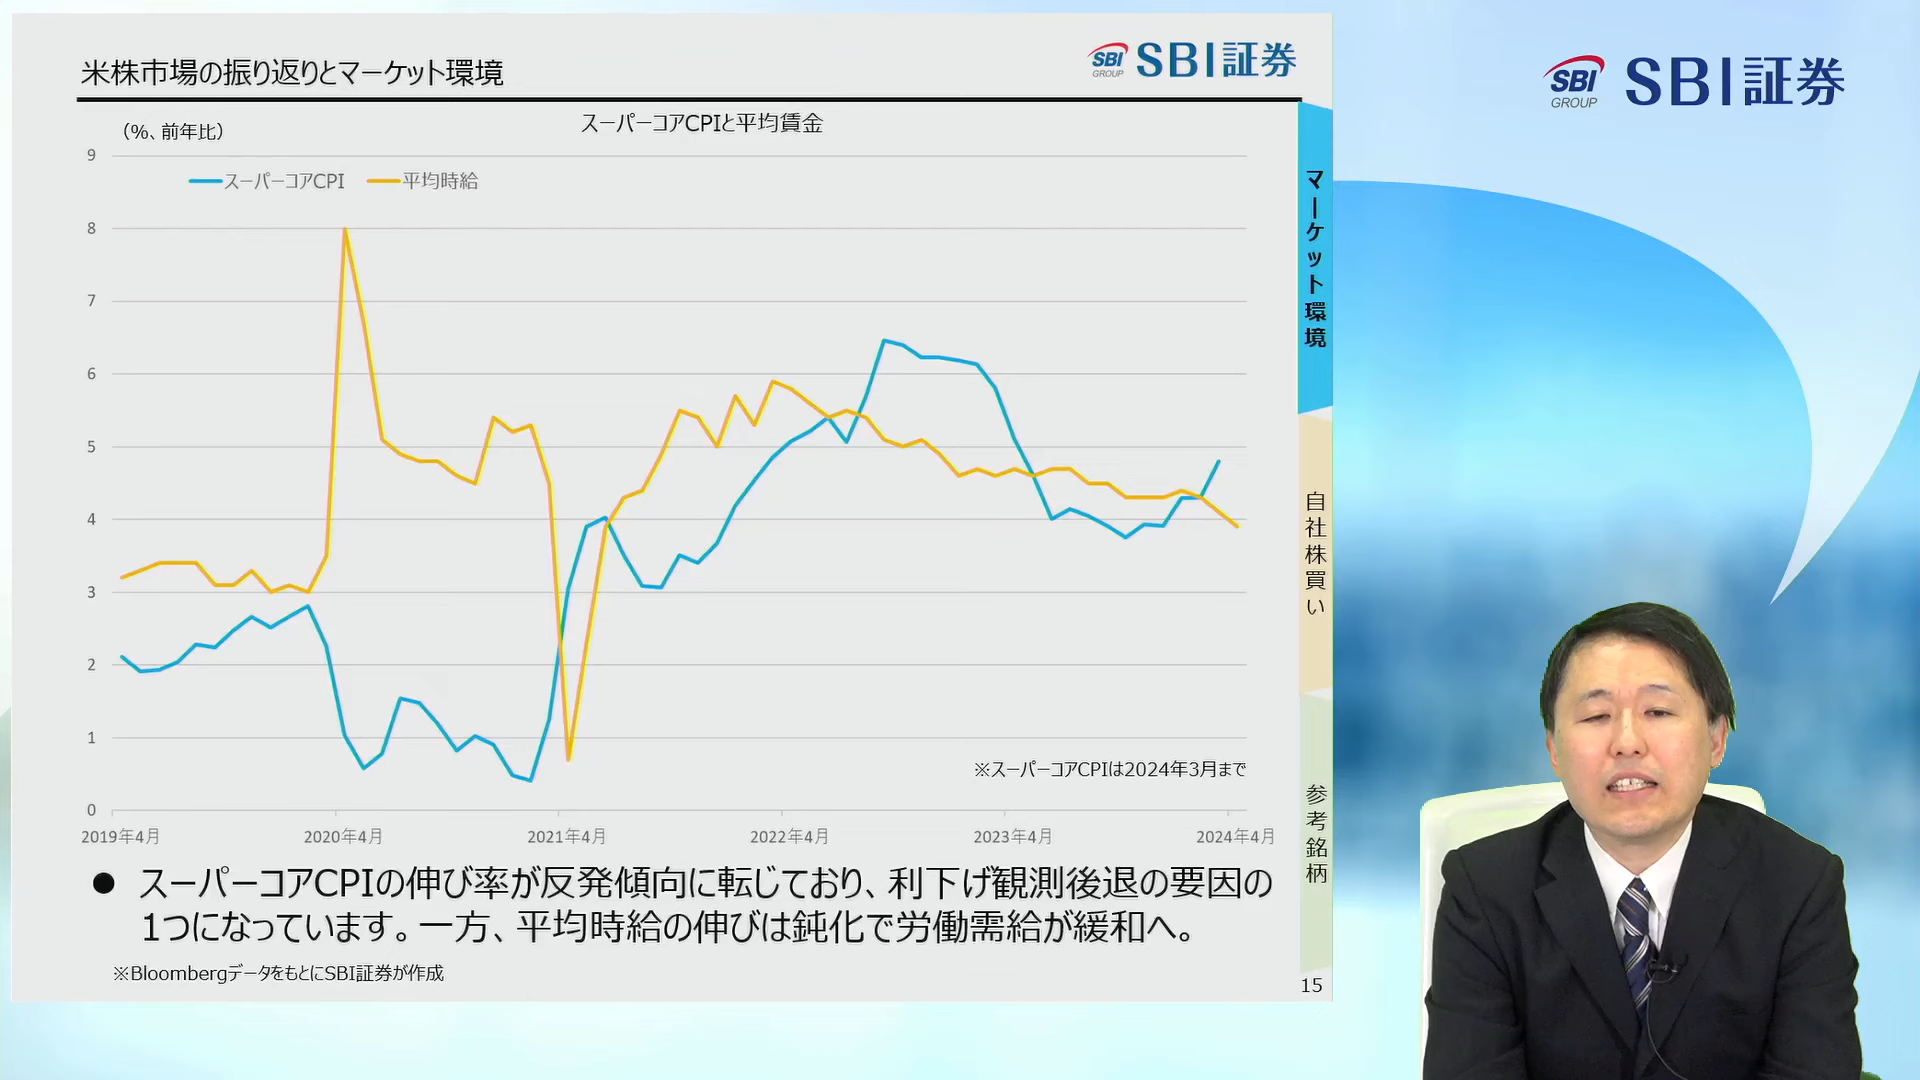 米株市場の振り返りとマーケット環境
SBI GROUP SBI証券
SBI GROUP SBI証券
スーパーコアCPIと平均賃金
（%、前年比）
スーパーコアCPI 平均時給
9
8
7
6
5
4
3
2
1
0
※スーパーコアCPIは2024年3月まで
2019年4月 2020年4月 2021年4月 2022年4月 2023年4月 2024年4月
● スーパーコアCPIの伸び率が反発傾向に転じており、利下げ観測後退の要因の
1つになっています。一方、平均時給の伸びは鈍化で労働需給が緩和へ。
※BloombergデータをもとにSBI証券が作成
マーケット環境
自社株買い
参考銘柄
15